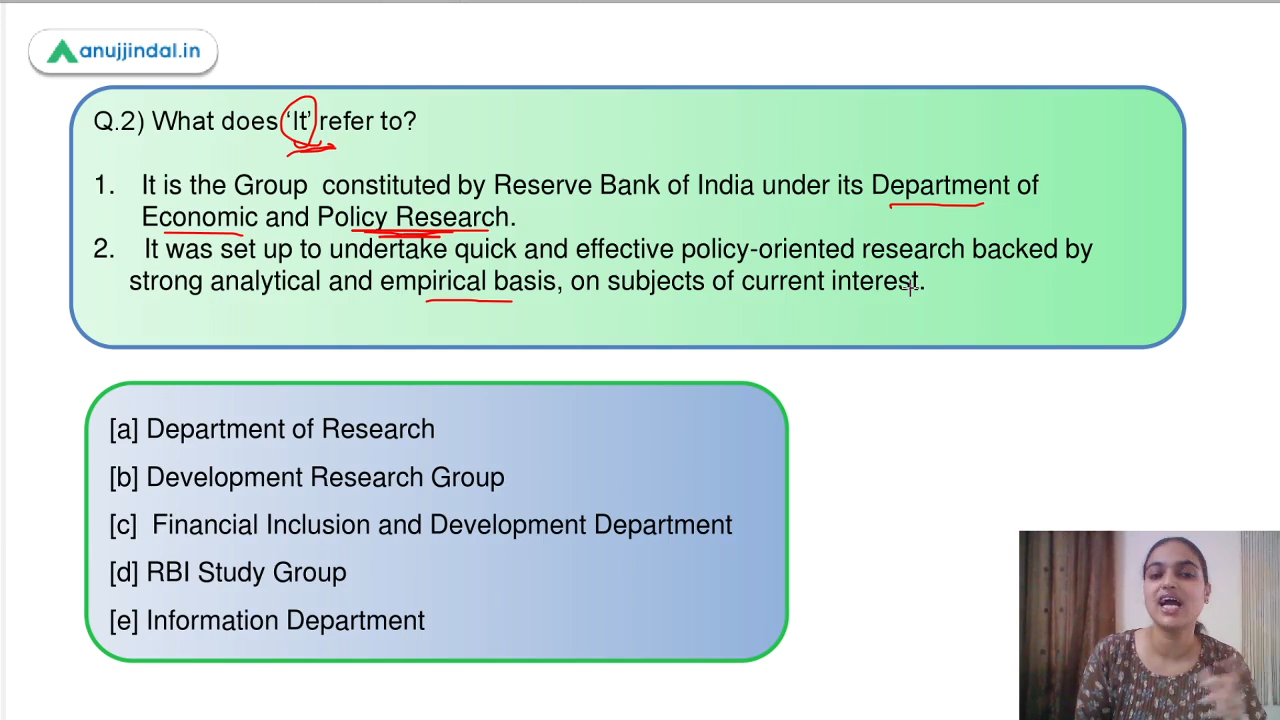 anujjindal.in
Q.2) What does 'It' refer to?
1. It is the Group constituted by Reserve Bank of India under its Department of
Economic and Policy Research.
2. It was set up to undertake quick and effective policy-oriented research backed by
strong analytical and empirical basis, on subjects of current interest.
[a] Department of Research
[b] Development Research Group
[c] Financial Inclusion and Development Department
[d] RBI Study Group
[e] Information Department